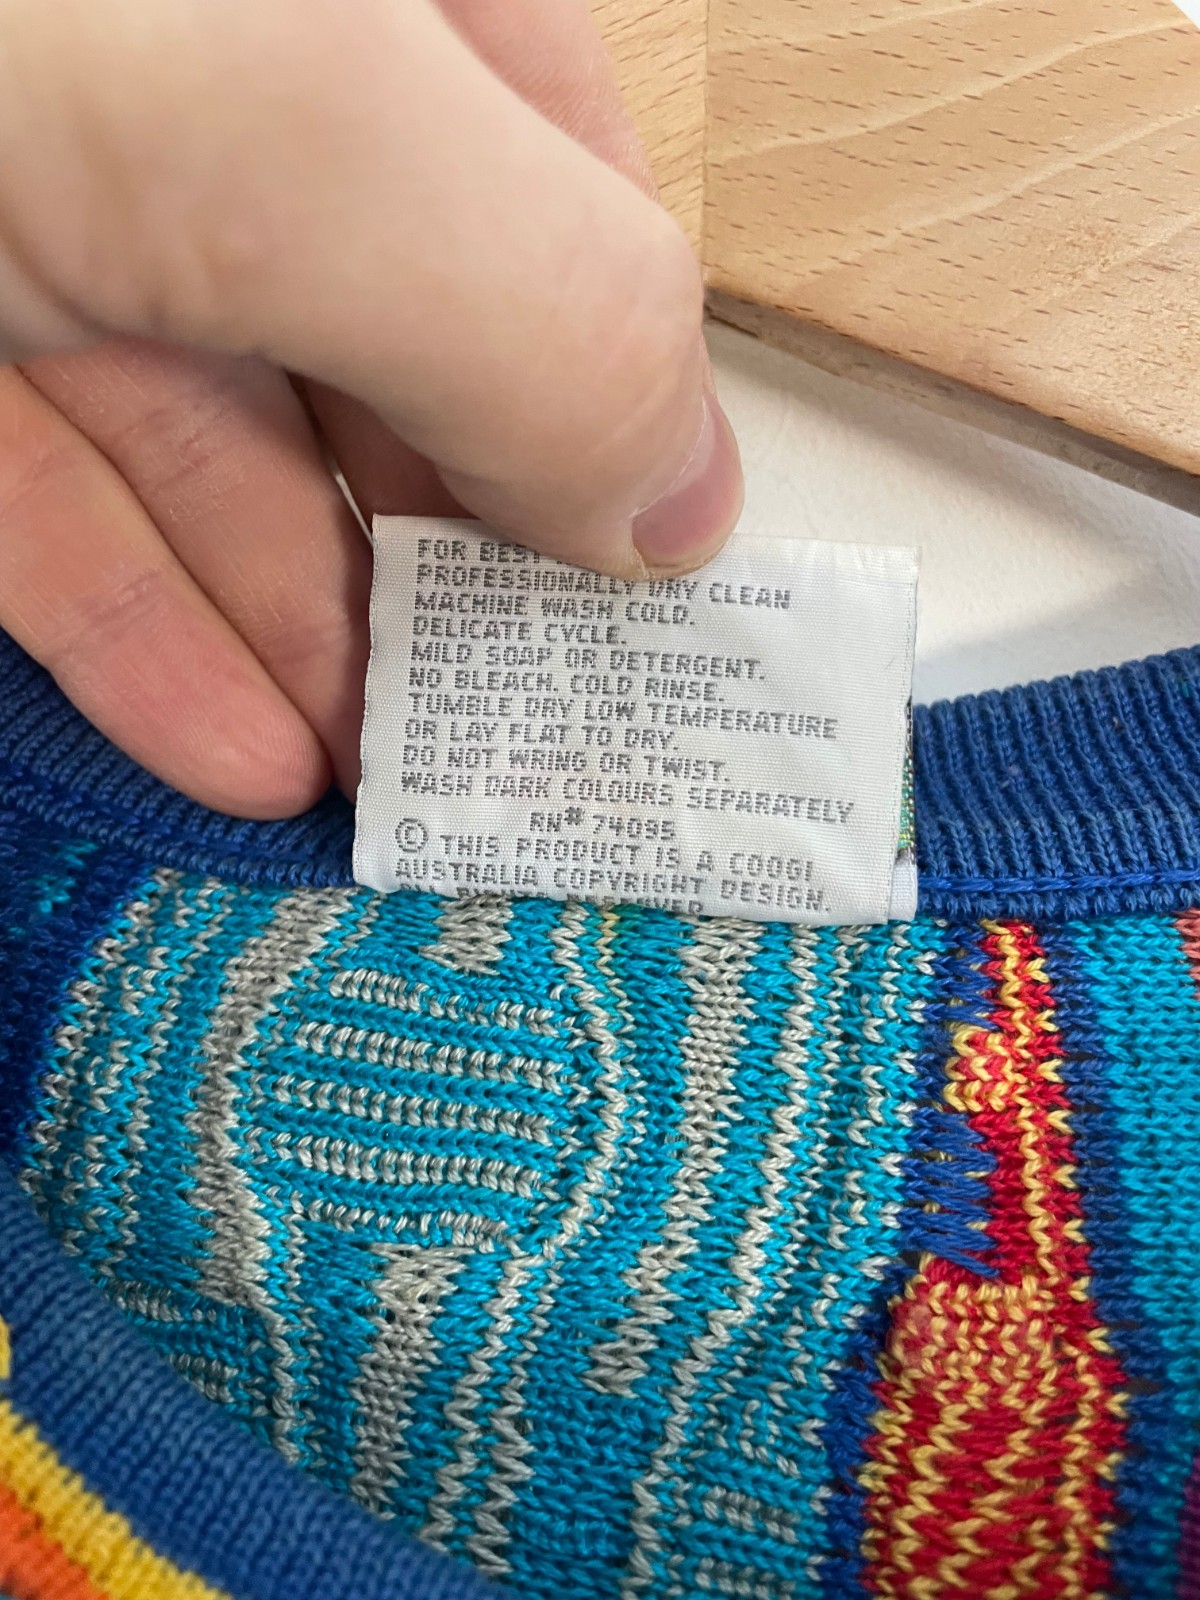 FOR BEST
PROFESSIONALLY DRY CLEAN
MACHINE WASH COLD.
DELICATE CYCLE.
MILD SOAP OR DETERGENT.
NO BLEACH. COLD RINSE.
TUMBLE DRY LOW TEMPERATURE
OR LAY FLAT TO DRY.
DO NOT WRING OR TWIST.
WASH DARK COLOURS SEPARATELY
RN# 74095
© THIS PRODUCT IS A COOGI
AUSTRALIA COPYRIGHT DESIGN.